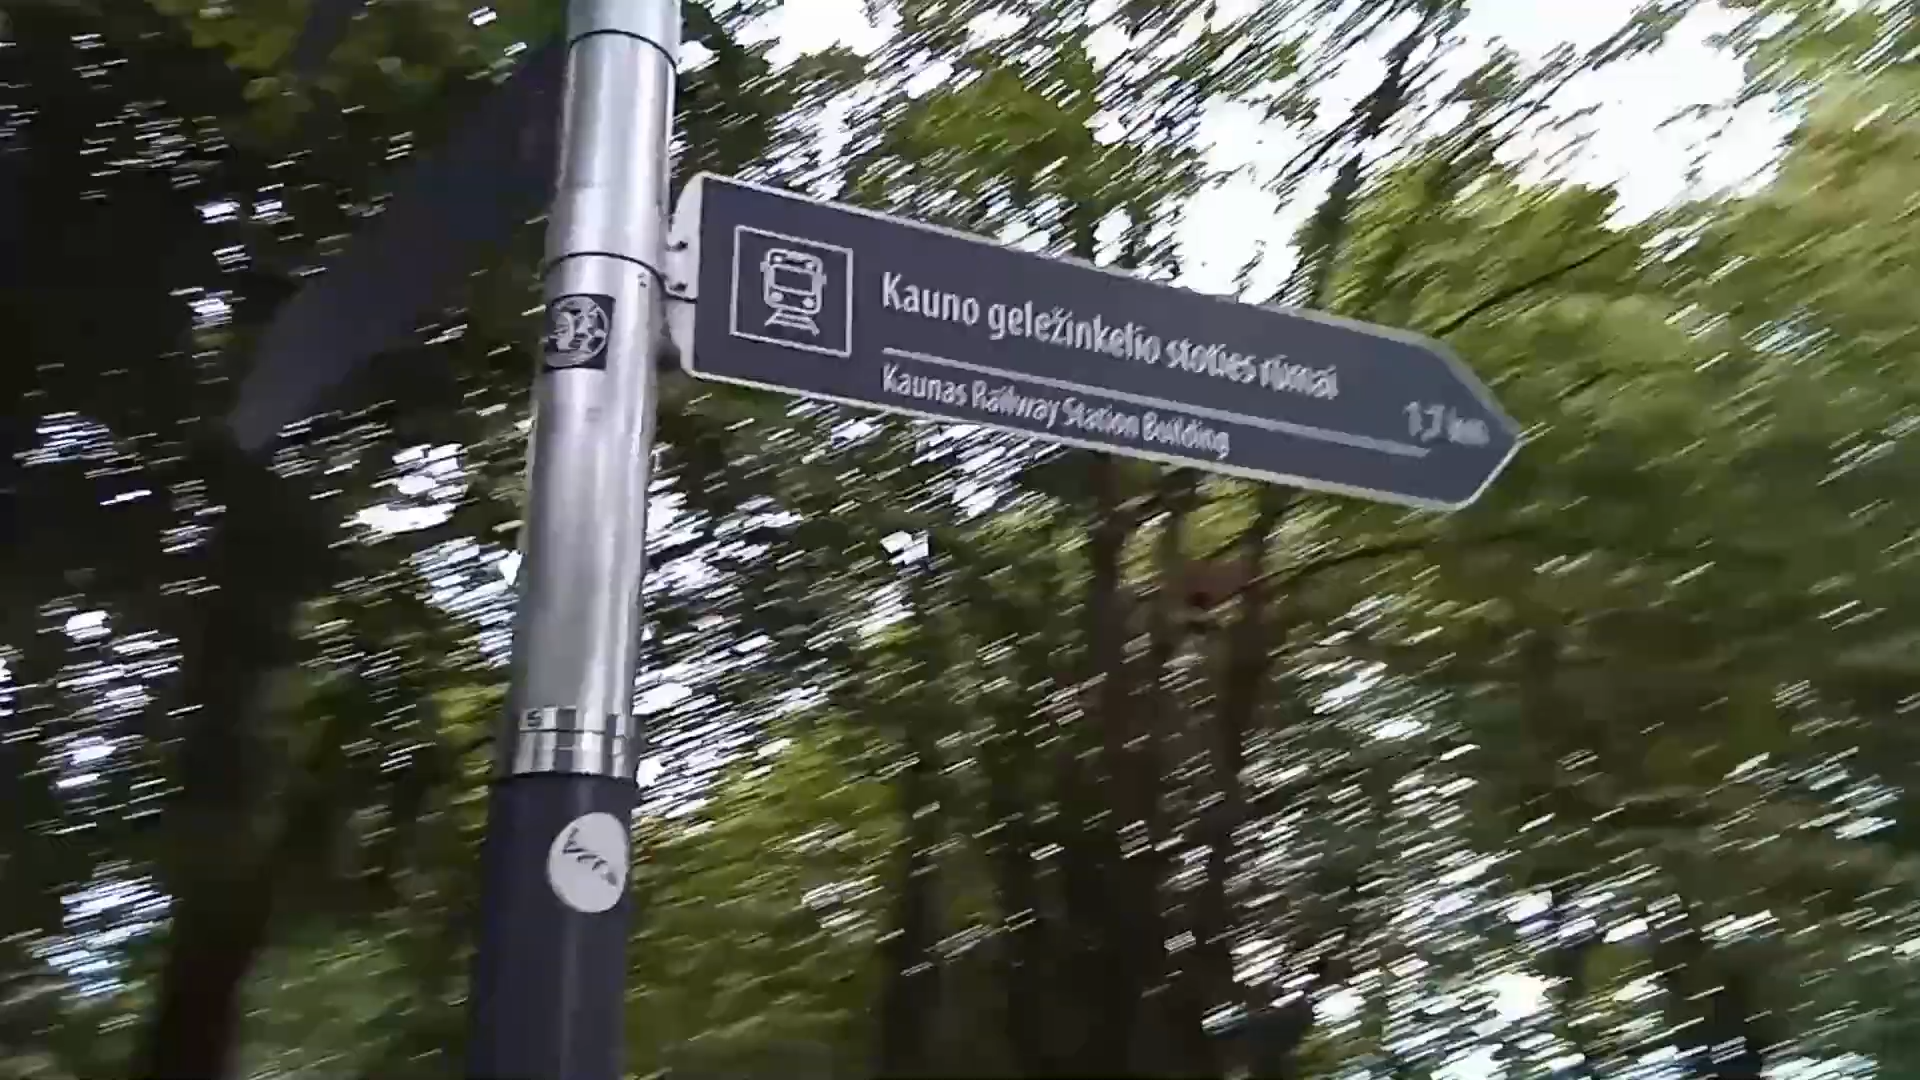 Kauno geležinkelio stoties rūmai
1,7 km
Kaunas Railway Station Building